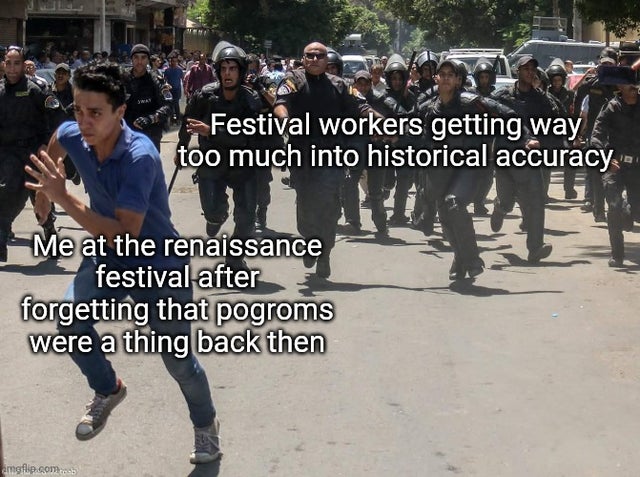 Festival workers getting way
too much into historical accuracy
Me at the renaissance
festival after
forgetting that pogroms
were a thing back then
SWAT
imgflip.com